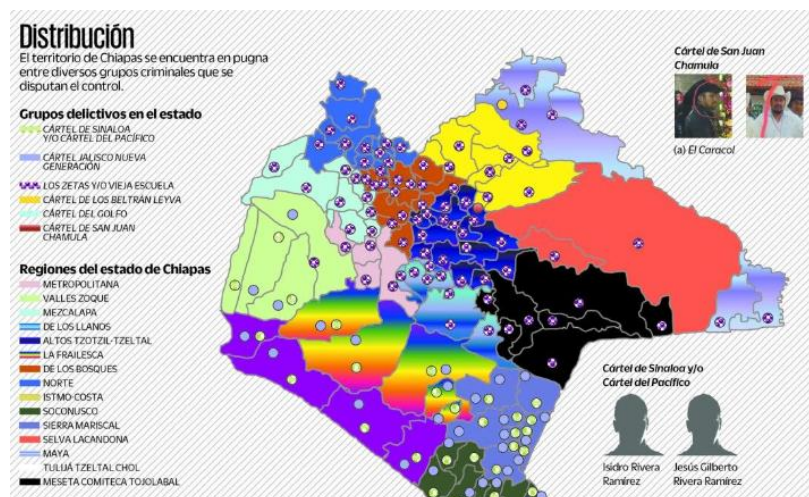 Distribución
El territorio de Chiapas se encuentra en pugna
entre diversos grupos criminales que se
disputan el control.
Grupos delictivos en el estado
CÁRTEL DE SINALOA
Y/O CÁRTEL DEL PACÍFICO
CÁRTEL JALISCO NUEVA
GENERACIÓN
LOS ZETAS Y/O VIEJA ESCUELA
CÁRTEL DE LOS BELTRÁN LEYVA
CÁRTEL DEL GOLFO
CÁRTEL DE SAN JUAN
CHAMULA
Regiones del estado de Chiapas
METROPOLITANA
VALLES ZOQUE
MEZCALAPA
DE LOS LLANOS
ALTOS TZOTZIL-TZELTAL
LA FRAILESCA
DE LOS BOSQUES
NORTE
ISTMO-COSTA
SOCONUSCO
SIERRA MARISCAL
SELVA LACANDONA
MAYA
TULIJÁ TZELTAL CHOL
MESETA COMITECA TOJOLABAL
Cártel de San Juan
Chamula
(a) El Caracol
Cártel de Sinaloa y/o
Cártel del Pacífico
Isidro Rivera
Ramírez
Jesús Gilberto
Rivera Ramírez